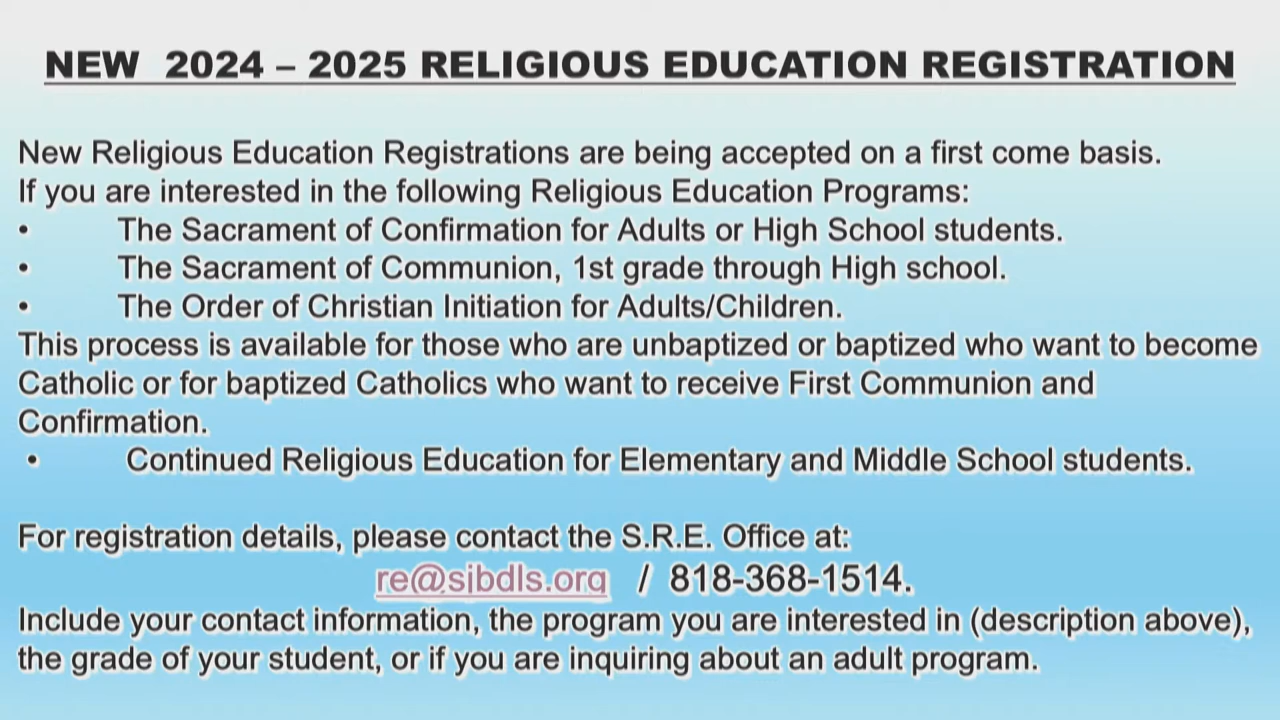 NEW 2024 – 2025 RELIGIOUS EDUCATION REGISTRATION
New Religious Education Registrations are being accepted on a first come basis.
If you are interested in the following Religious Education Programs:
• The Sacrament of Confirmation for Adults or High School students.
• The Sacrament of Communion, 1st grade through High school.
• The Order of Christian Initiation for Adults/Children.
This process is available for those who are unbaptized or baptized who want to become
Catholic or for baptized Catholics who want to receive First Communion and
Confirmation.
• Continued Religious Education for Elementary and Middle School students.
For registration details, please contact the S.R.E. Office at:
re@sjbdls.org / 818-368-1514.
Include your contact information, the program you are interested in (description above),
the grade of your student, or if you are inquiring about an adult program.